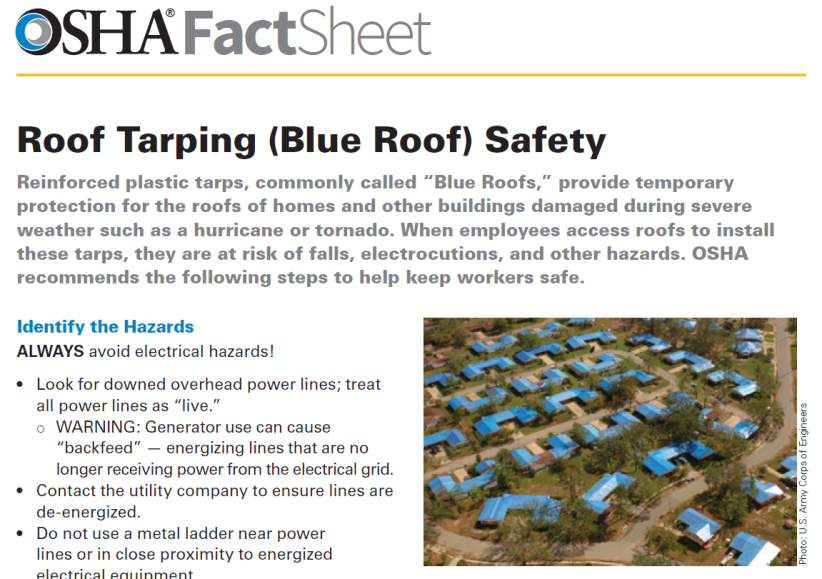 OSHA® FactSheet
Roof Tarping (Blue Roof) Safety
Reinforced plastic tarps, commonly called “Blue Roofs,” provide temporary
protection for the roofs of homes and other buildings damaged during severe
weather such as a hurricane or tornado. When employees access roofs to install
these tarps, they are at risk of falls, electrocutions, and other hazards. OSHA
recommends the following steps to help keep workers safe.
Identify the Hazards
ALWAYS avoid electrical hazards!
• Look for downed overhead power lines; treat
all power lines as “live.”
○ WARNING: Generator use can cause
“backfeed” — energizing lines that are no
longer receiving power from the electrical grid.
• Contact the utility company to ensure lines are
de-energized.
• Do not use a metal ladder near power
lines or in close proximity to energized
electrical equipment
Photo: U.S. Army Corps of Engineers